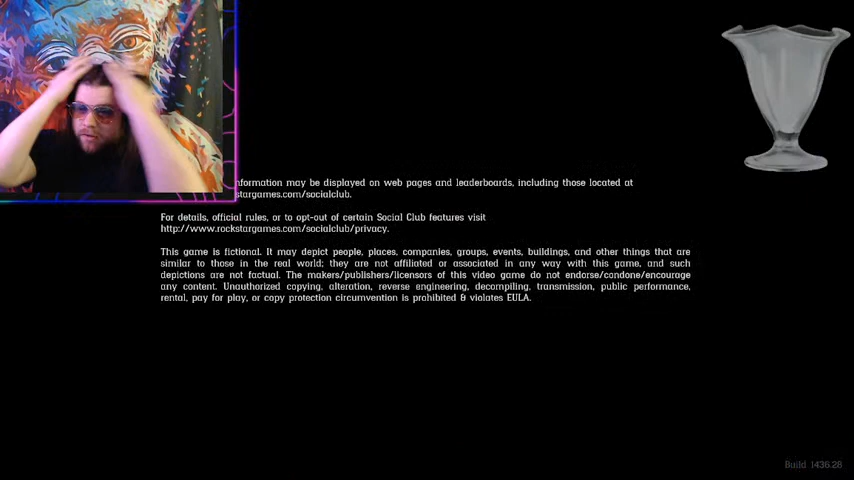 nformation may be displayed on web pages and leaderboards, including those located at
stargames.com/socialclub.
For details, official rules, or to opt-out of certain Social Club features visit
http://www.rockstargames.com/socialclub/privacy.
This game is fictional. It may depict people, places, companies, groups, events, buildings, and other things that are
similar to those in the real world; they are not affiliated or associated in any way with this game, and such
depictions are not factual. The makers/publishers/licensors of this video game do not endorse/condone/encourage
any content. Unauthorized copying, alteration, reverse engineering, decompiling, transmission, public performance,
rental, pay for play, or copy protection circumvention is prohibited & violates EULA.
Build 1436.28